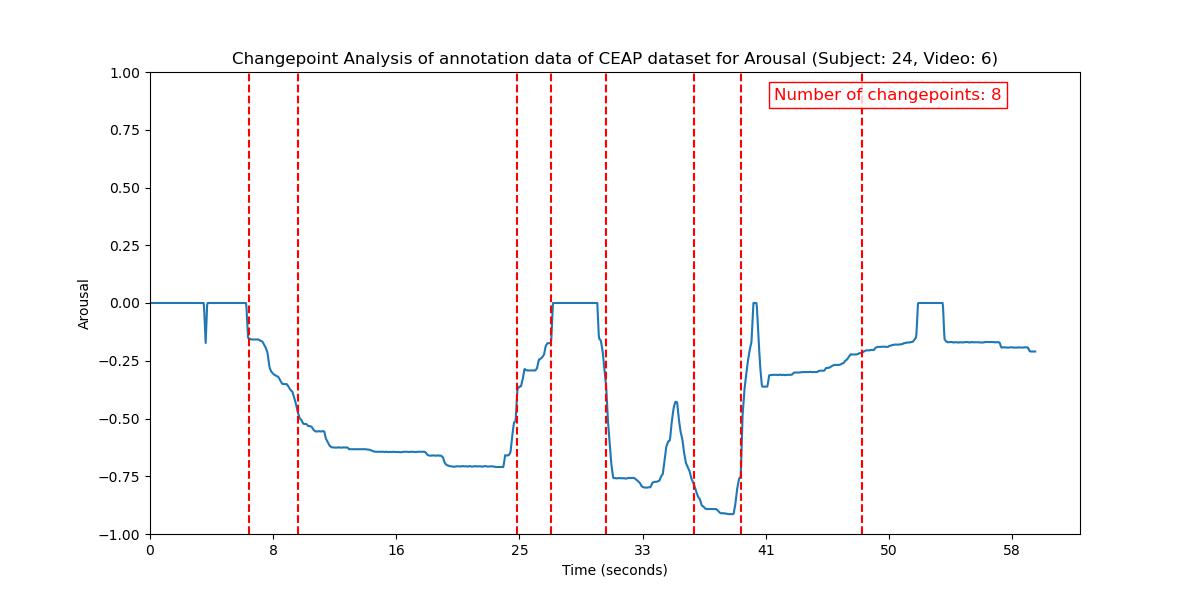 Changepoint Analysis of annotation data of CEAP dataset for Arousal (Subject: 24, Video: 6)
Number of changepoints: 8
1.00
0.75
0.50
0.25
0.00
−0.25
−0.50
−0.75
−1.00
Arousal
0 8 16 25 33 41 50 58
Time (seconds)